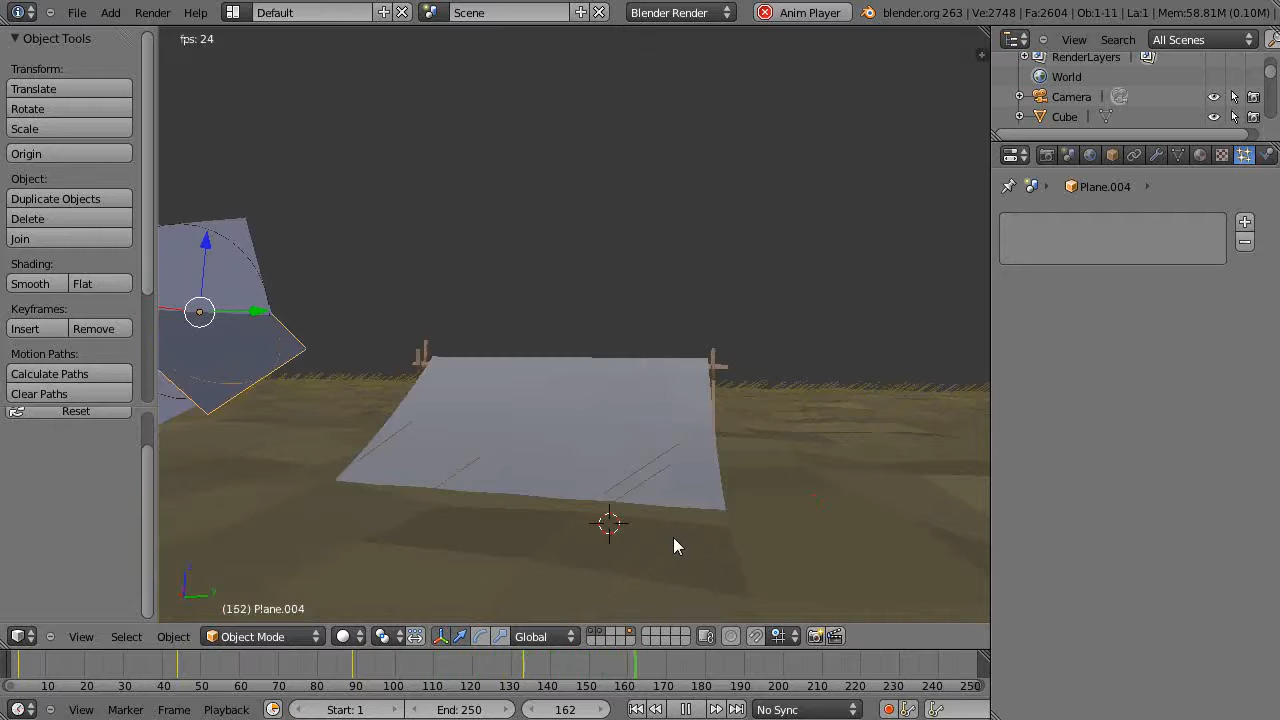 File Add Render Help Default Scene Blender Render Anim Player blender.org 263 | Ve:2748 | Fa:2604 | Ob:1-11 | La:1 | Mem:58.81M (0.10M) |
Object Tools
Transform:
Translate
Rotate
Scale
Origin
Object:
Duplicate Objects
Delete
Join
Shading:
Smooth Flat
Keyframes:
Insert Remove
Motion Paths:
Calculate Paths
Clear Paths
Reset
fps: 24
(152) Plane.004
View Search All Scenes
RenderLayers
World
Camera
Cube
Plane.004
View Select Object Object Mode Global
10 20 30 40 50 60 70 80 90 100 110 120 130 140 150 160 170 180 190 200 210 220 230 240 250
View Marker Frame Playback Start: 1 End: 250 162 No Sync